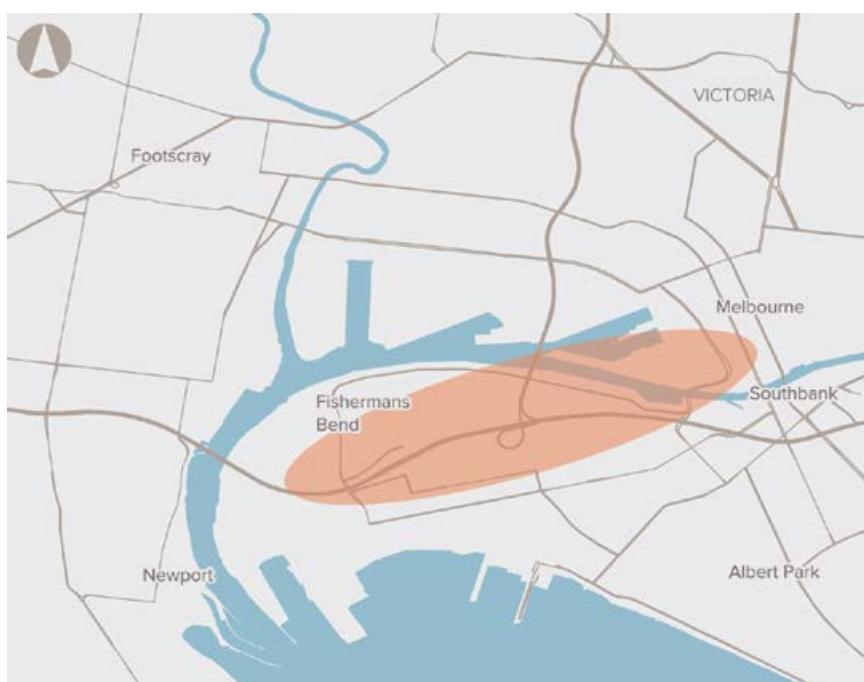 VICTORIA
Footscray
Melbourne
Southbank
Fishermans
Bend
Newport
Albert Park